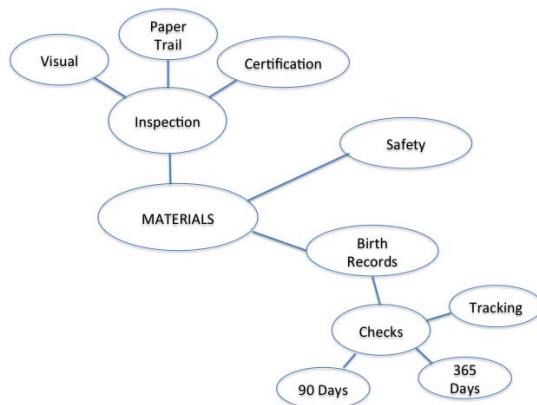 Paper
Trail
Visual
Certification
Inspection
Safety
MATERIALS
Birth
Records
Tracking
Checks
365
Days
90 Days